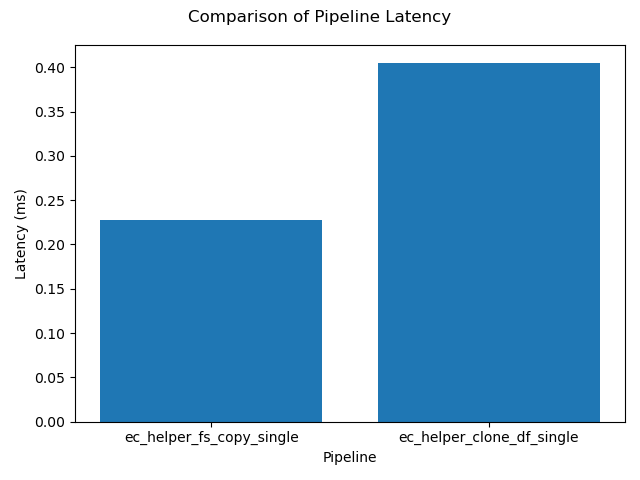 Comparison of Pipeline Latency
0.40
0.35
0.30
0.25
0.20
0.15
0.10
0.05
0.00
Latency (ms)
ec_helper_fs_copy_single
ec_helper_clone_df_single
Pipeline